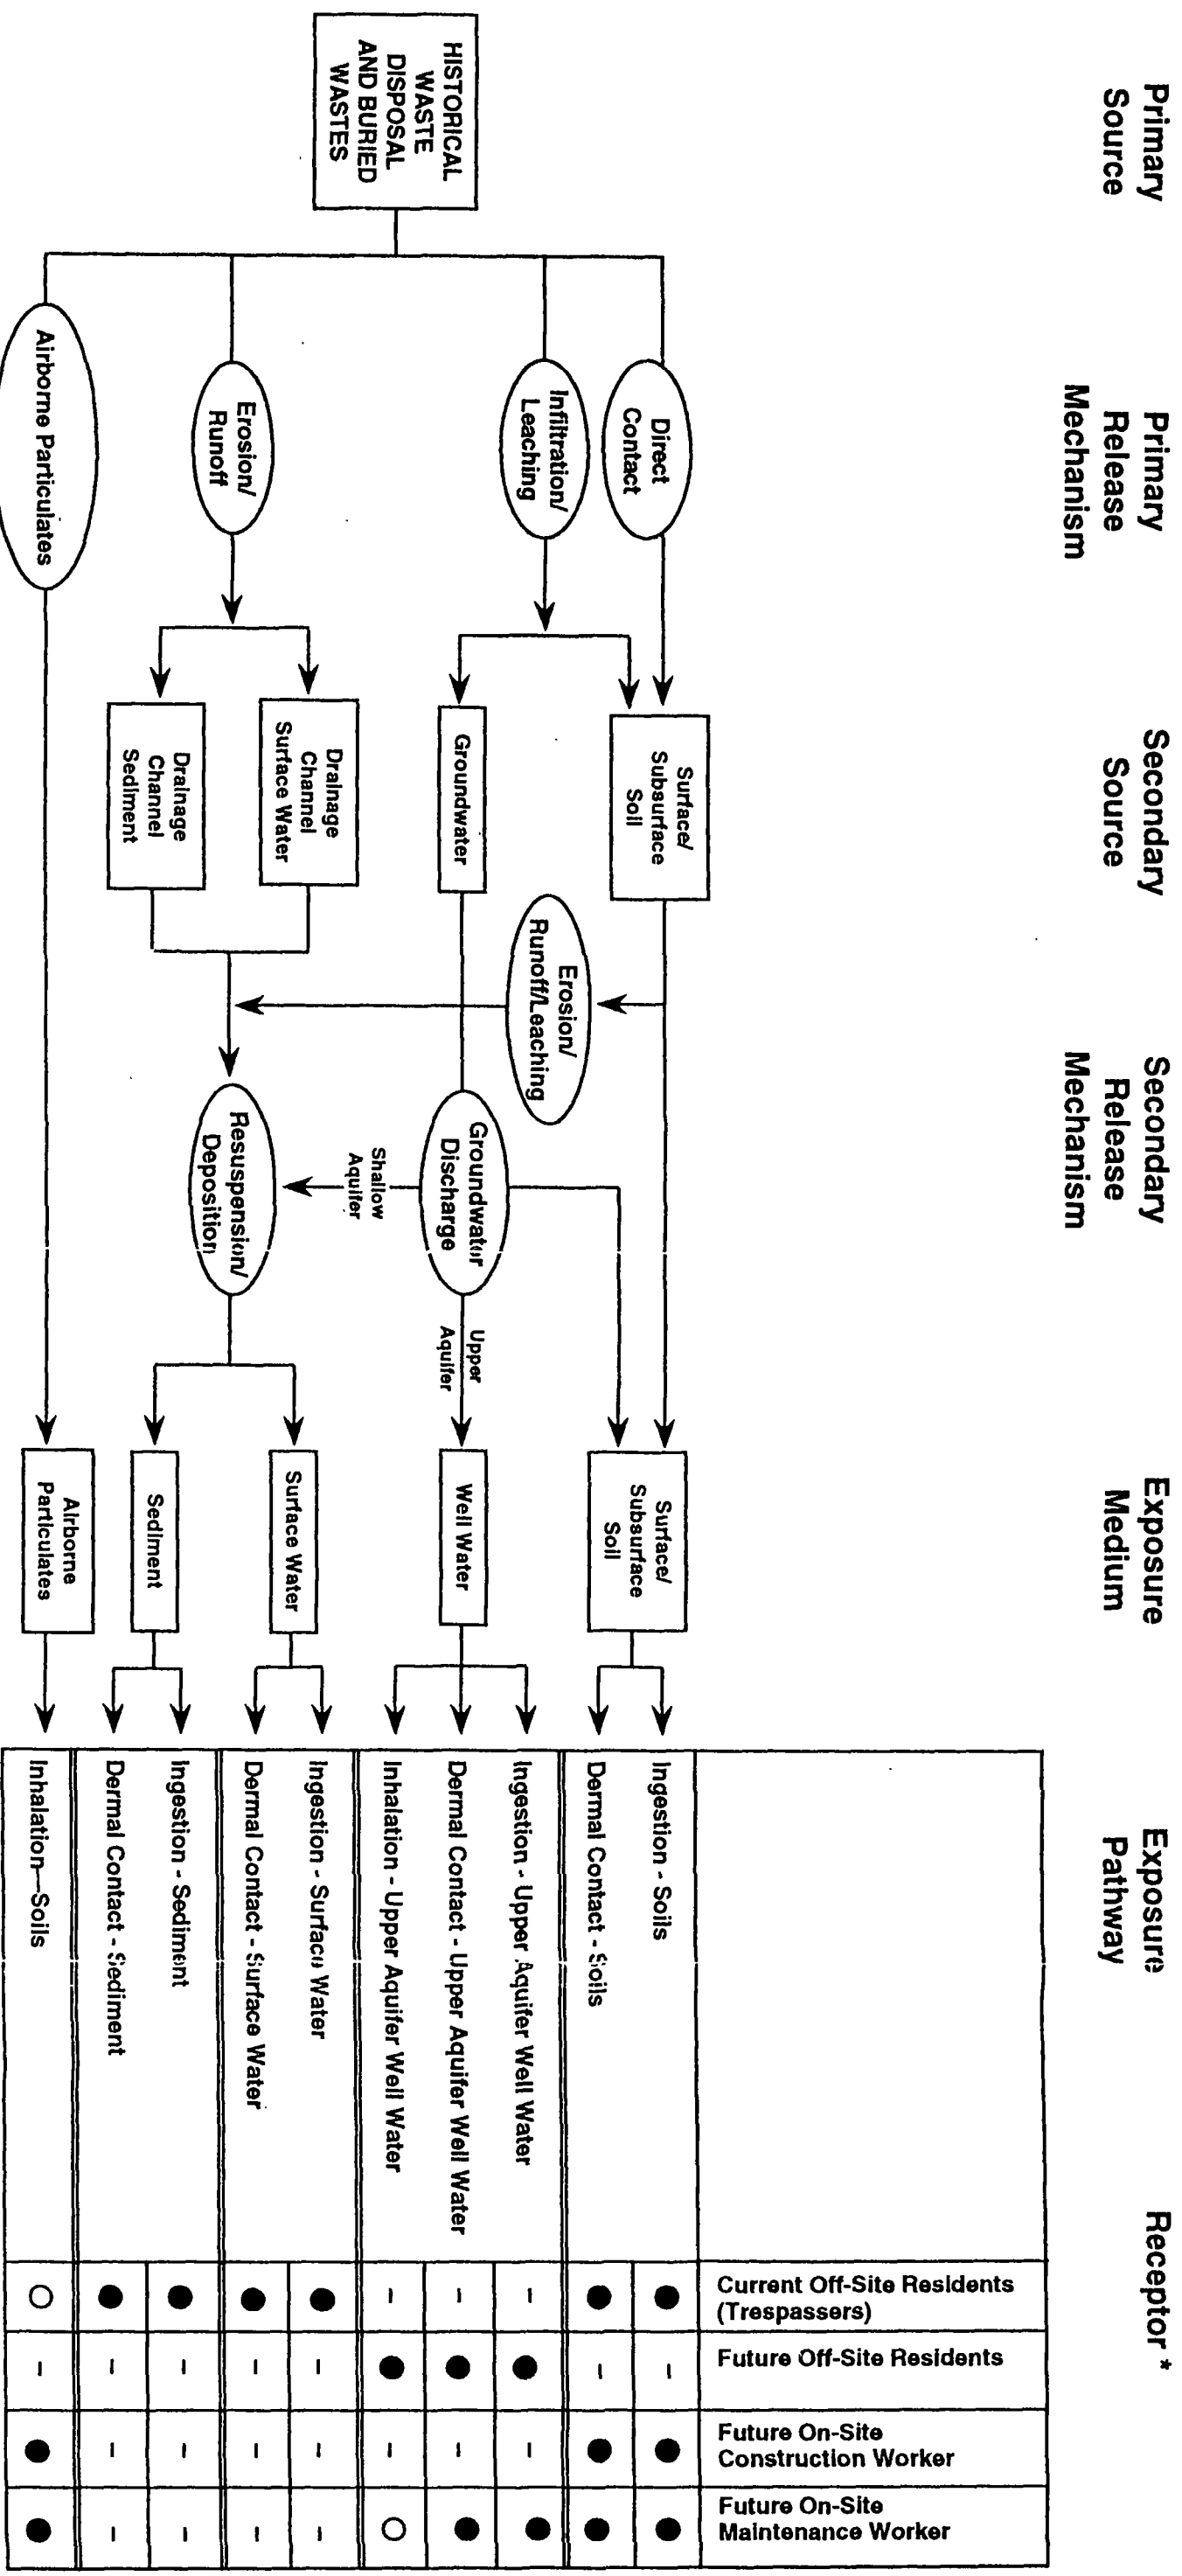 Primary
Source
Primary
Release
Mechanism
Secondary
Source
Secondary
Release
Mechanism
Exposure
Medium
Exposure
Pathway
Receptor *
HISTORICAL
WASTE
DISPOSAL
AND BURIED
WASTES
Direct
Contact
Infiltration/
Leaching
Erosion/
Runoff
Airborne Particulates
Surface/
Subsurface
Soil
Groundwater
Drainage
Channel
Surface Water
Drainage
Channel
Sediment
Erosion/
Runoff/Leaching
Groundwater
Discharge
Shallow
Aquifer
Upper
Aquifer
Resuspension/
Deposition
Surface/
Subsurface
Soil
Well Water
Surface Water
Sediment
Airborne
Particulates
Current Off-Site Residents
(Trespassers)
Future Off-Site Residents
Future On-Site
Construction Worker
Future On-Site
Maintenance Worker
Ingestion - Soils ● – ● ●
Dermal Contact - Soils ● – ● ●
Ingestion - Upper Aquifer Well Water – ● – ●
Dermal Contact - Upper Aquifer Well Water – ● – ●
Inhalation - Upper Aquifer Well Water – ● – ○
Ingestion - Surface Water ● – – –
Dermal Contact - Surface Water ● – – –
Ingestion - Sediment ● – – –
Dermal Contact - Sediment ● – – –
Inhalation—Soils ○ – ● ●